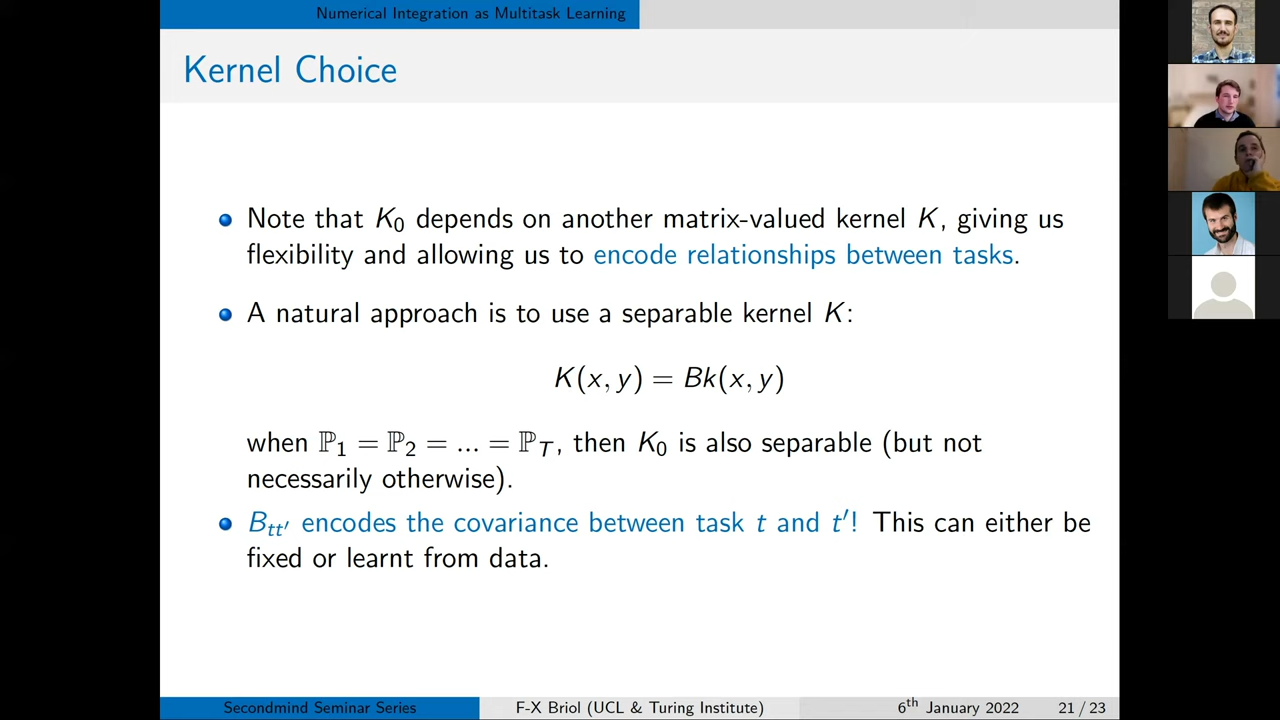 Numerical Integration as Multitask Learning
Kernel Choice
Note that K₀ depends on another matrix-valued kernel K, giving us
flexibility and allowing us to encode relationships between tasks.
A natural approach is to use a separable kernel K:
K(x, y) = Bk(x, y)
when ℙ₁ = ℙ₂ = ... = ℙ_T, then K₀ is also separable (but not
necessarily otherwise).
B_{tt′} encodes the covariance between task t and t′! This can either be
fixed or learnt from data.
Secondmind Seminar Series F-X Briol (UCL & Turing Institute) 6th January 2022 21 / 23